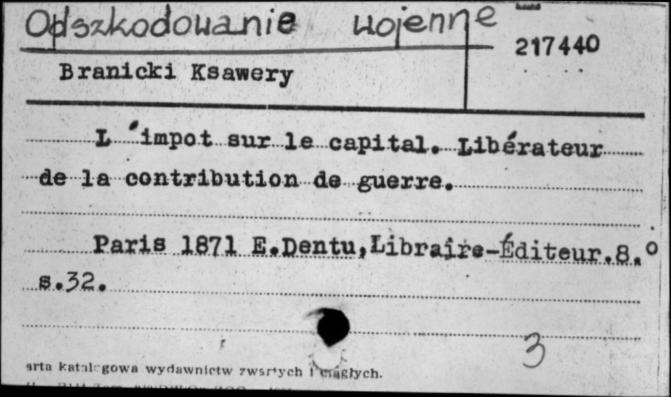 Odszkodowanie wojenne
217440
Branicki Ksawery
L'impot sur le capital. Libérateur
de la contribution de guerre.
Paris 1871 E.Dentu,Libraire-Éditeur.8.°
s.32.
3
arta katalogowa wydawnictw zwartych i ciągłych.